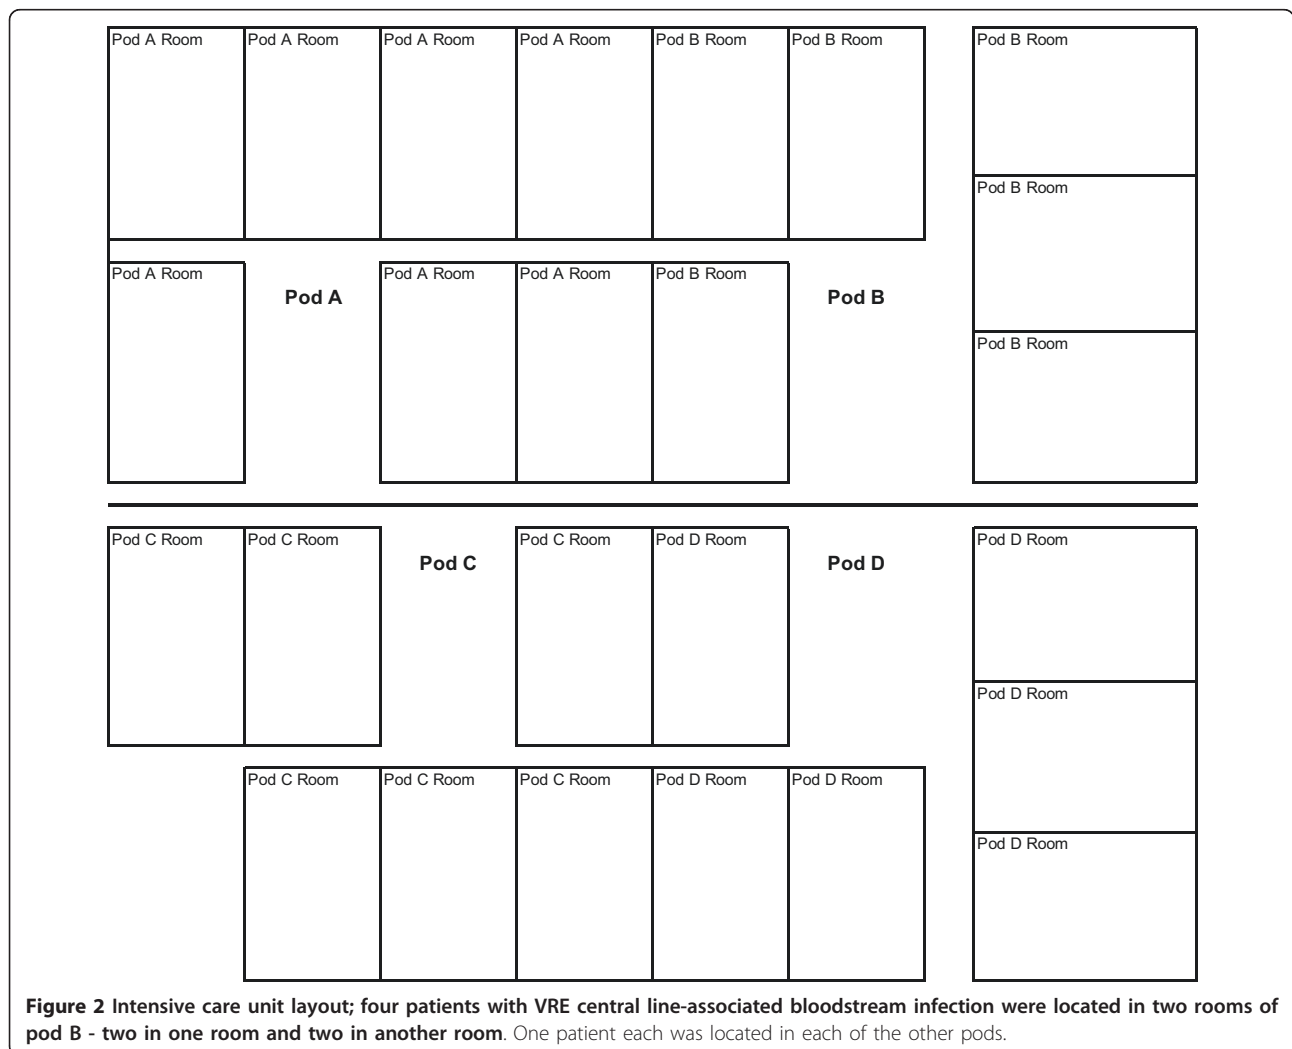 Pod A Room
Pod A Room
Pod A Room
Pod A Room
Pod B Room
Pod B Room
Pod B Room
Pod B Room
Pod B Room
Pod A Room
Pod A
Pod A Room
Pod A Room
Pod B Room
Pod B
Pod C Room
Pod C Room
Pod C
Pod C Room
Pod D Room
Pod D
Pod D Room
Pod D Room
Pod D Room
Pod C Room
Pod C Room
Pod C Room
Pod D Room
Pod D Room
Figure 2 Intensive care unit layout; four patients with VRE central line-associated bloodstream infection were located in two rooms of
pod B - two in one room and two in another room. One patient each was located in each of the other pods.